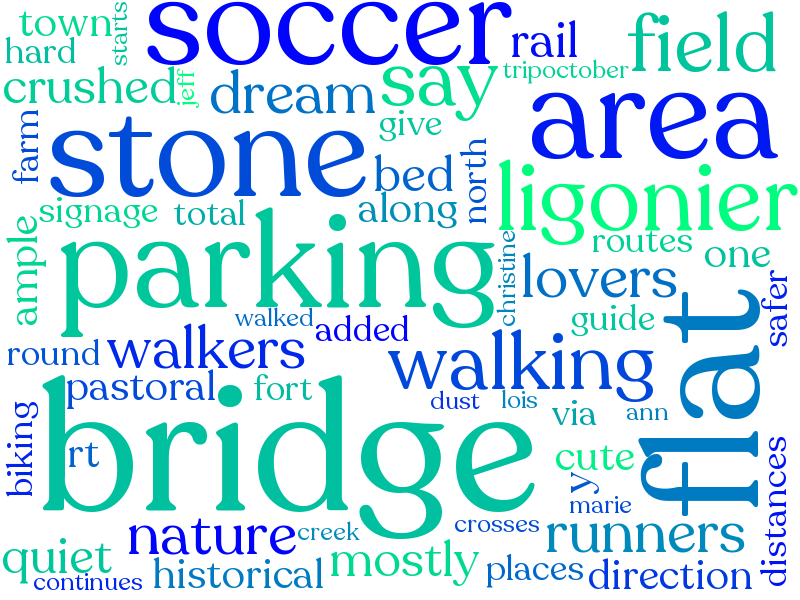 town
starts
soccer
rail
field
hard
tripoctober
crushed
jeff
dream
say
area
give
farm
stone
bed
north
ligonier
signage
total
along
routes
one
ample
parking
christine
lovers
safer
walked
added
guide
round
walkers
walking
flat
pastoral
fort
dust
lois
via
ann
biking
rt
bridge
cute
y
marie
distances
nature
creek
crosses
runners
quiet
continues
historical
mostly
places
direction